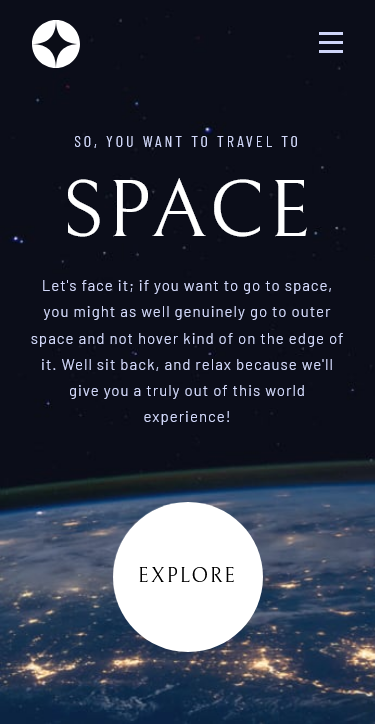 SO, YOU WANT TO TRAVEL TO
SPACE
Let's face it; if you want to go to space,
you might as well genuinely go to outer
space and not hover kind of on the edge of
it. Well sit back, and relax because we'll
give you a truly out of this world
experience!
EXPLORE